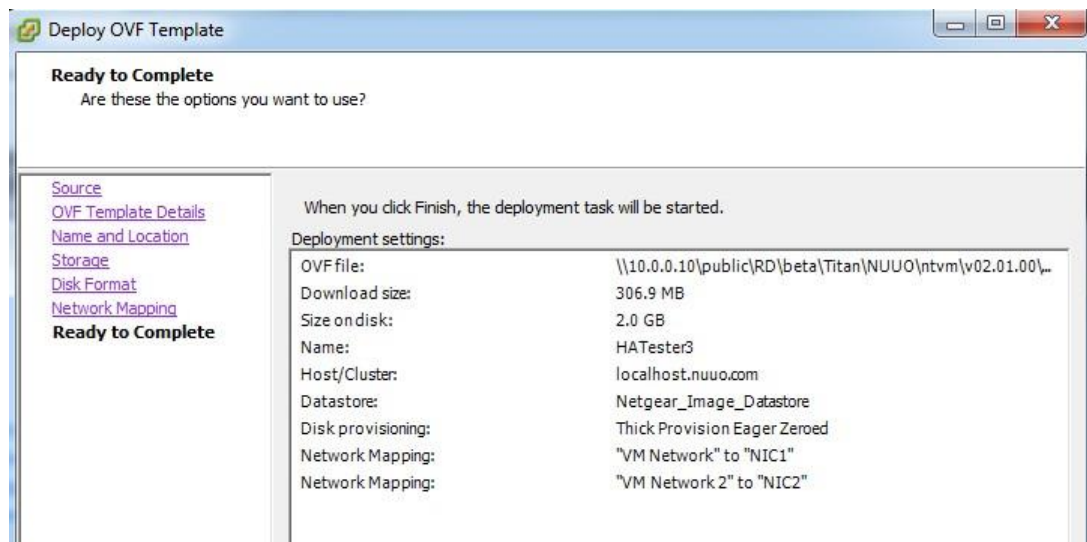 Deploy OVF Template
Ready to Complete
Are these the options you want to use?
Source
OVF Template Details
Name and Location
Storage
Disk Format
Network Mapping
Ready to Complete
When you click Finish, the deployment task will be started.
Deployment settings:
OVF file: \\10.0.0.10\public\RD\beta\Titan\NUUO\ntvm\v02.01.00\...
Download size: 306.9 MB
Size on disk: 2.0 GB
Name: HATester3
Host/Cluster: localhost.nuuo.com
Datastore: Netgear_Image_Datastore
Disk provisioning: Thick Provision Eager Zeroed
Network Mapping: "VM Network" to "NIC1"
Network Mapping: "VM Network 2" to "NIC2"